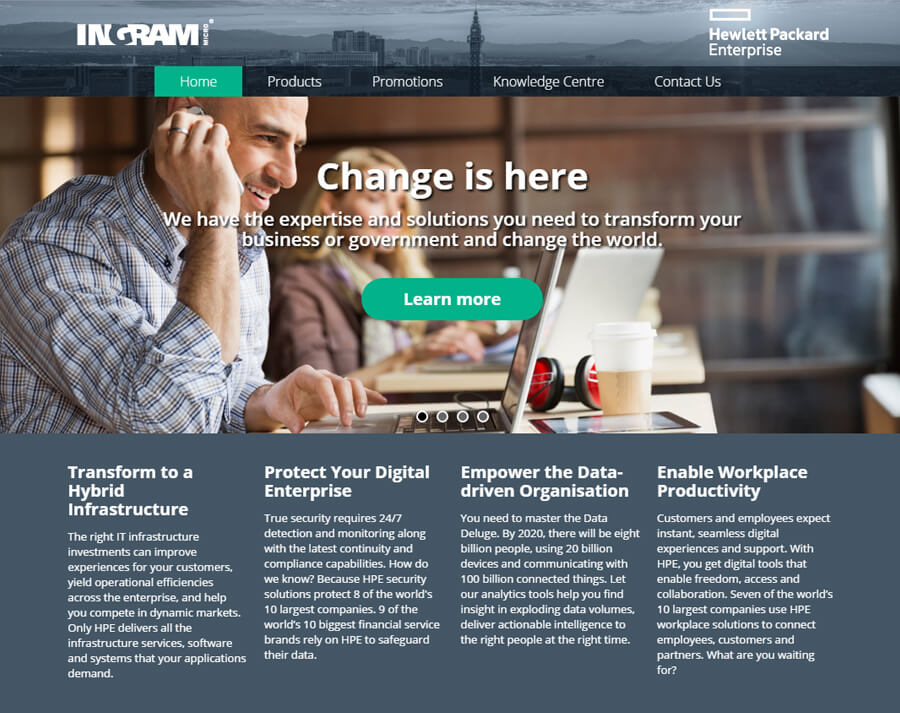 INGRAM MICRO
Hewlett Packard
Enterprise
Home
Products
Promotions
Knowledge Centre
Contact Us
Change is here
We have the expertise and solutions you need to transform your
business or government and change the world.
Learn more
Transform to a
Hybrid
Infrastructure
The right IT infrastructure
investments can improve
experiences for your customers,
yield operational efficiencies
across the enterprise, and help
you compete in dynamic markets.
Only HPE delivers all the
infrastructure services, software
and systems that your applications
demand.
Protect Your Digital
Enterprise
True security requires 24/7
detection and monitoring along
with the latest continuity and
compliance capabilities. How do
we know? Because HPE security
solutions protect 8 of the world's
10 largest companies. 9 of the
world's 10 biggest financial service
brands rely on HPE to safeguard
their data.
Empower the Data-
driven Organisation
You need to master the Data
Deluge. By 2020, there will be eight
billion people, using 20 billion
devices and communicating with
100 billion connected things. Let
our analytics tools help you find
insight in exploding data volumes,
deliver actionable intelligence to
the right people at the right time.
Enable Workplace
Productivity
Customers and employees expect
instant, seamless digital
experiences and support. With
HPE, you get digital tools that
enable freedom, access and
collaboration. Seven of the world's
10 largest companies use HPE
workplace solutions to connect
employees, customers and
partners. What are you waiting
for?